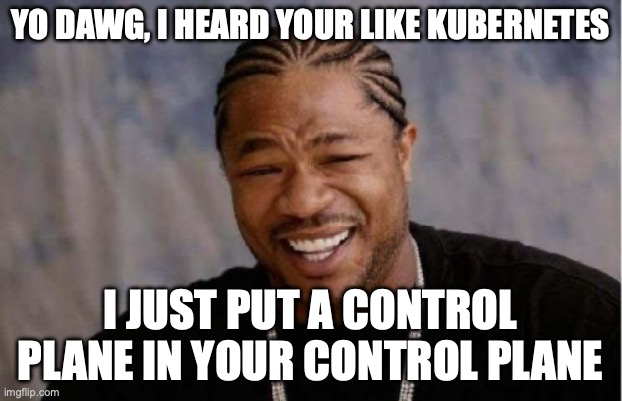 YO DAWG, I HEARD YOUR LIKE KUBERNETES
I JUST PUT A CONTROL
PLANE IN YOUR CONTROL PLANE
imgflip.com